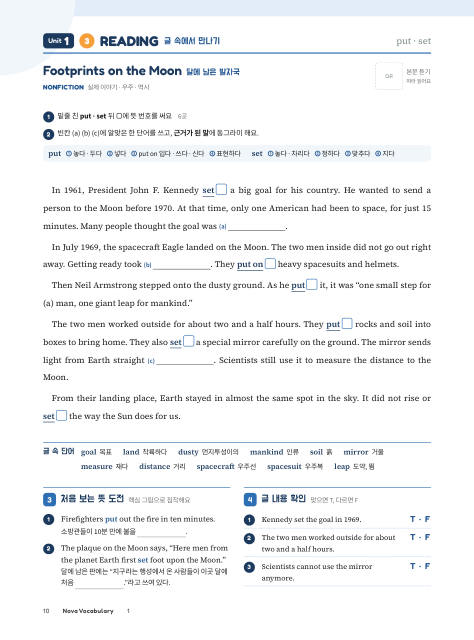 Unit 1 3 READING 글 속에서 만나기 put · set
Footprints on the Moon 달에 남은 발자국
NONFICTION 실제 이야기 · 우주 · 역사
QR 본문 듣기
따라 읽어요
1 밑줄 친 put · set 뒤 □에 뜻 번호를 써요 6곳
2 빈칸 (a) (b) (c)에 알맞은 한 단어를 쓰고, 근거가 된 말에 동그라미 해요.
put ① 놓다 · 두다 ② 넣다 ③ put on 입다 · 쓰다 · 신다 ④ 표현하다 set ① 놓다 · 차리다 ② 정하다 ③ 맞추다 ④ 지다
In 1961, President John F. Kennedy set □ a big goal for his country. He wanted to send a
person to the Moon before 1970. At that time, only one American had been to space, for just 15
minutes. Many people thought the goal was (a) ____________.
In July 1969, the spacecraft Eagle landed on the Moon. The two men inside did not go out right
away. Getting ready took (b) ____________. They put on □ heavy spacesuits and helmets.
Then Neil Armstrong stepped onto the dusty ground. As he put □ it, it was “one small step for
(a) man, one giant leap for mankind.”
The two men worked outside for about two and a half hours. They put □ rocks and soil into
boxes to bring home. They also set □ a special mirror carefully on the ground. The mirror sends
light from Earth straight (c) ____________. Scientists still use it to measure the distance to the
Moon.
From their landing place, Earth stayed in almost the same spot in the sky. It did not rise or
set □ the way the Sun does for us.
글 속 단어 goal 목표 land 착륙하다 dusty 먼지투성이의 mankind 인류 soil 흙 mirror 거울
measure 재다 distance 거리 spacecraft 우주선 spacesuit 우주복 leap 도약, 뜀
3 처음 보는 뜻 도전 핵심 그림으로 짐작해요
1 Firefighters put out the fire in ten minutes.
소방관들이 10분 만에 불을 ____________.
2 The plaque on the Moon says, “Here men from
the planet Earth first set foot upon the Moon.”
달에 남은 판에는 “지구라는 행성에서 온 사람들이 이곳 달에
처음 ____________.”라고 쓰여 있다.
4 글 내용 확인 맞으면 T, 다르면 F
1 Kennedy set the goal in 1969. T · F
2 The two men worked outside for about T · F
two and a half hours.
3 Scientists cannot use the mirror T · F
anymore.
10 Nova Vocabulary 1